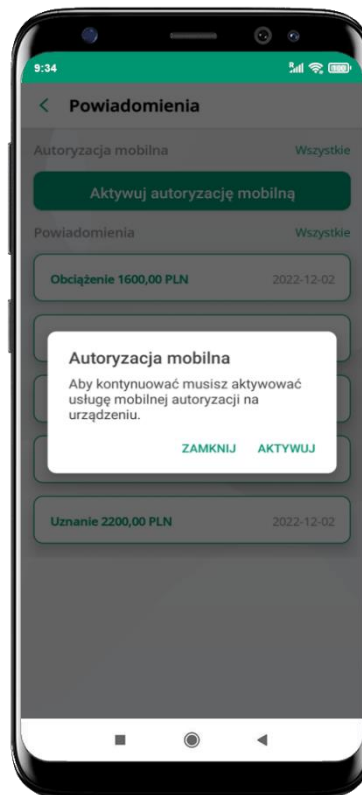 9:34
Powiadomienia
Autoryzacja mobilna Wszystkie
Aktywuj autoryzację mobilną
Powiadomienia Wszystkie
Obciążenie 1600,00 PLN 2022-12-02
Autoryzacja mobilna
Aby kontynuować musisz aktywować
usługę mobilnej autoryzacji na
urządzeniu.
ZAMKNIJ AKTYWUJ
Uznanie 2200,00 PLN 2022-12-02